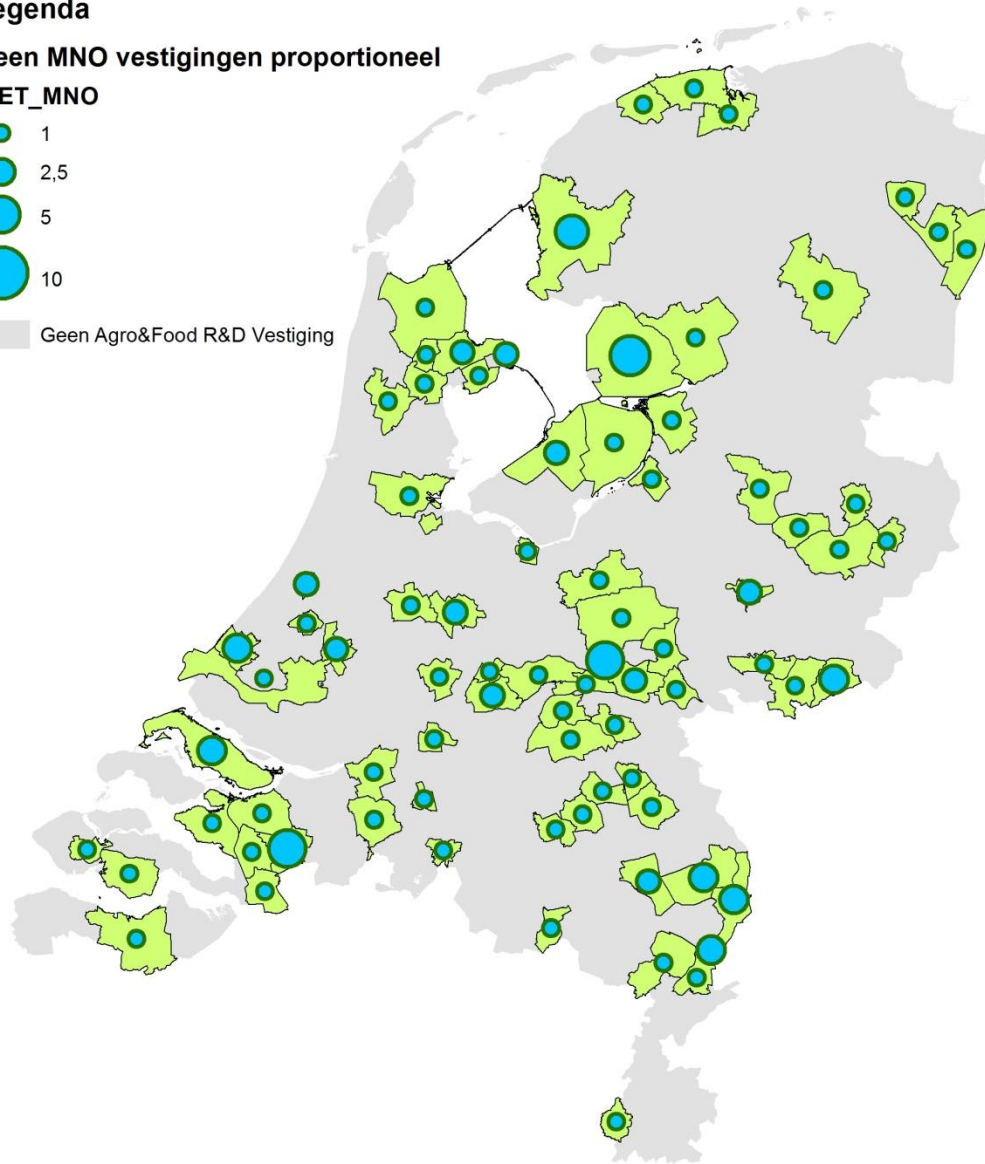 egenda
een MNO vestigingen proportioneel
ET_MNO
1
2,5
5
10
Geen Agro&Food R&D Vestiging